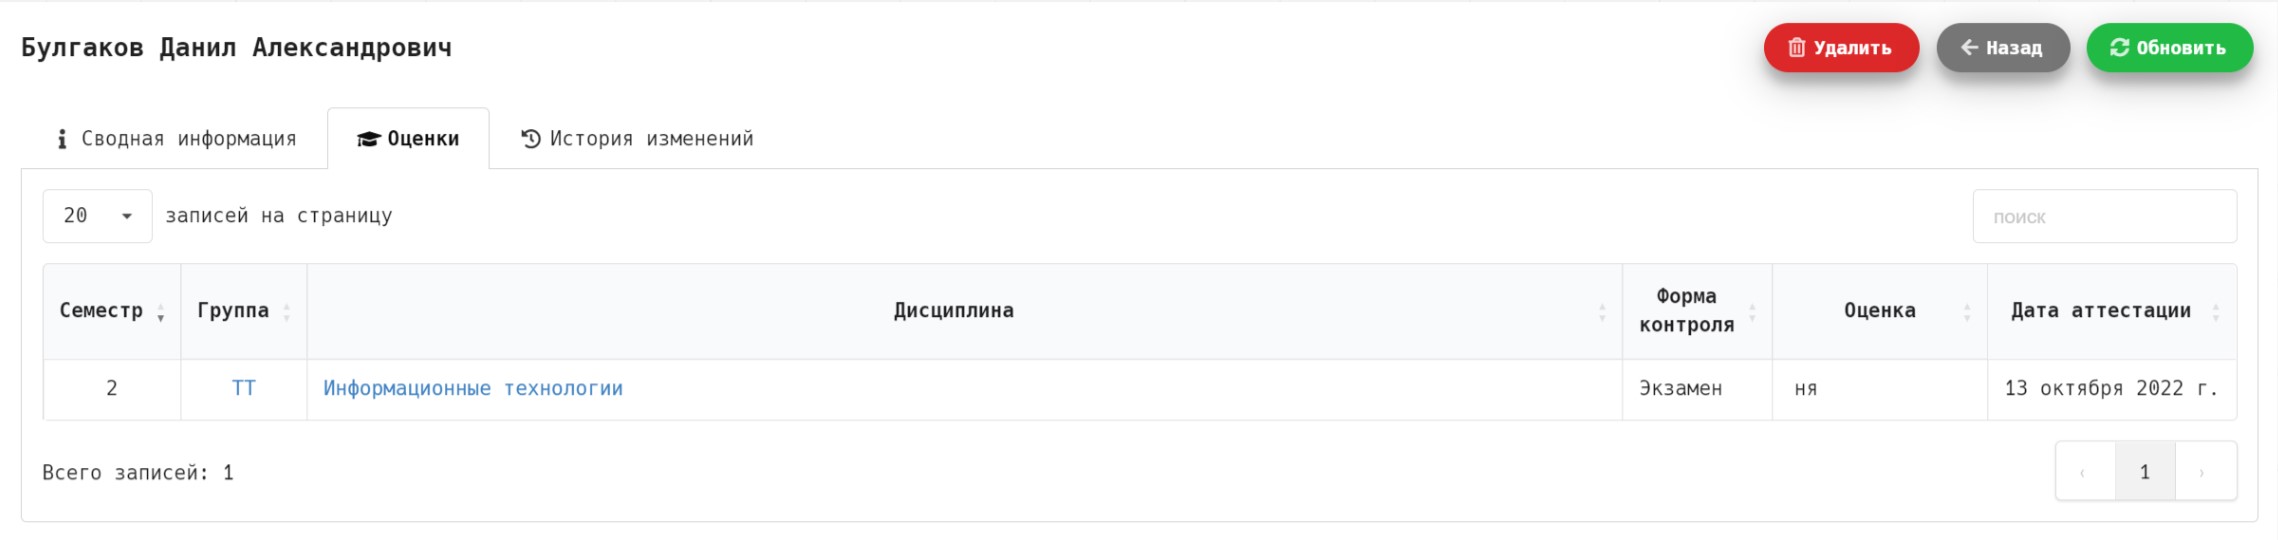 Булгаков Данил Александрович
Удалить
Назад
Обновить
Сводная информация
Оценки
История изменений
20 записей на страницу
поиск
Семестр
Группа
Дисциплина
Форма
контроля
Оценка
Дата аттестации
2
ТТ
Информационные технологии
Экзамен
ня
13 октября 2022 г.
Всего записей: 1
‹ 1 ›